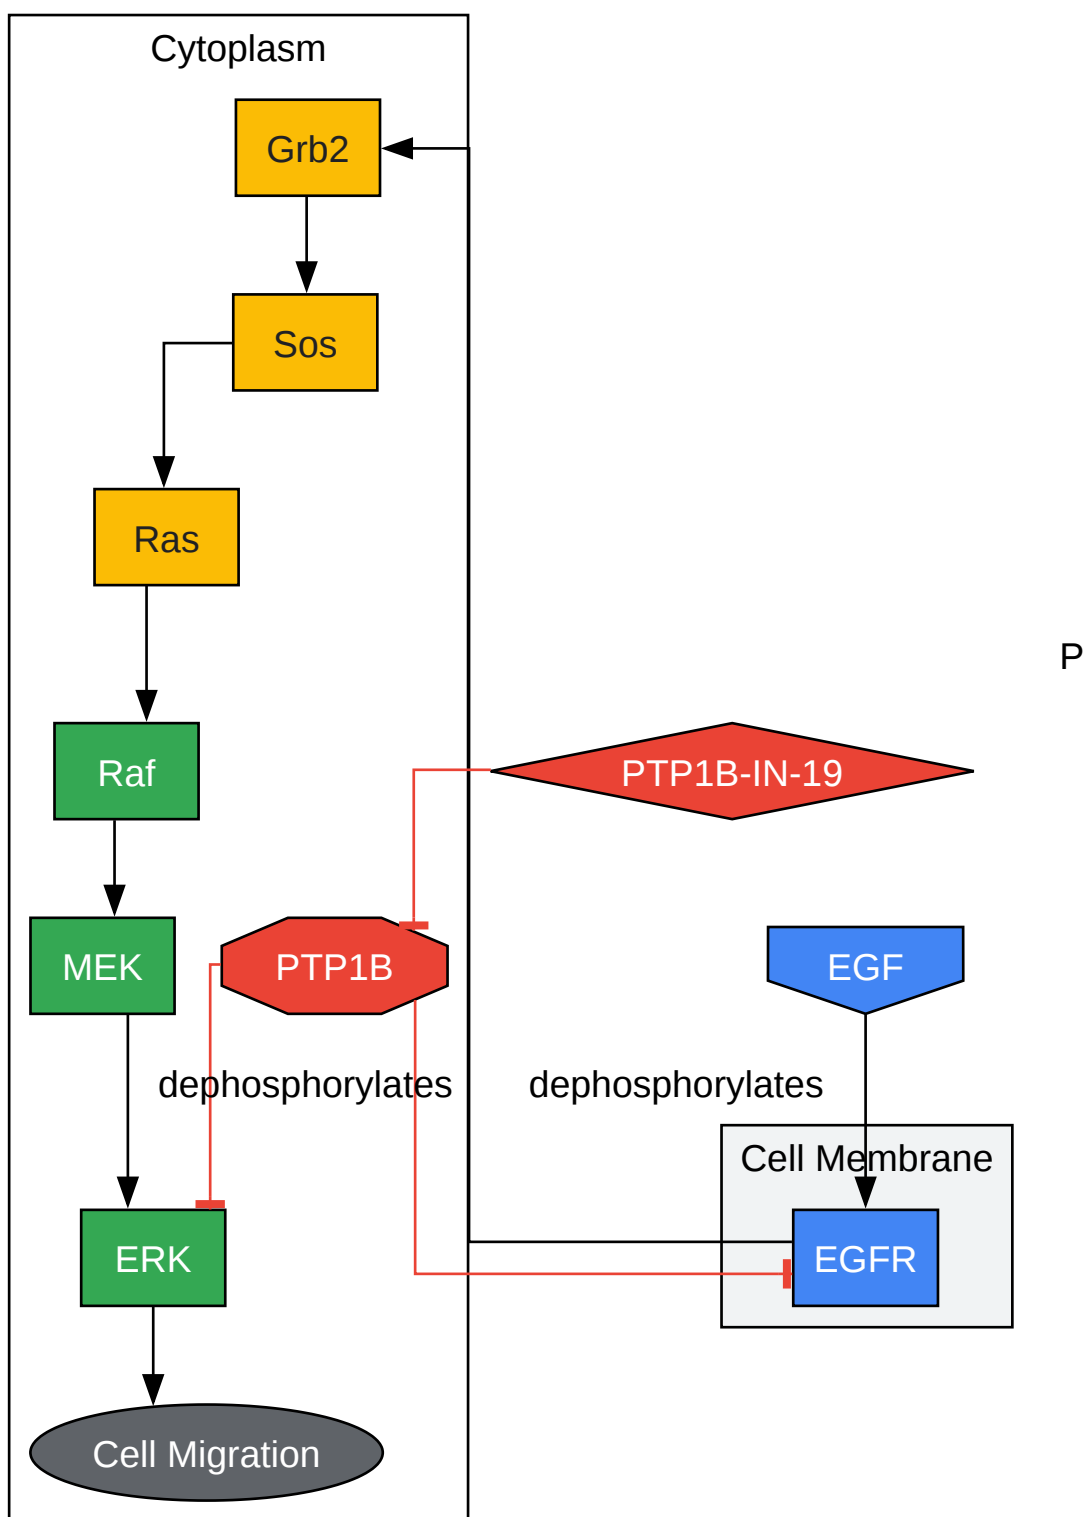 Cytoplasm
Grb2
Sos
Ras
P
Raf
PTP1B-IN-19
MEK
PTP1B
EGF
dephosphorylates
dephosphorylates
Cell Membrane
ERK
EGFR
Cell Migration